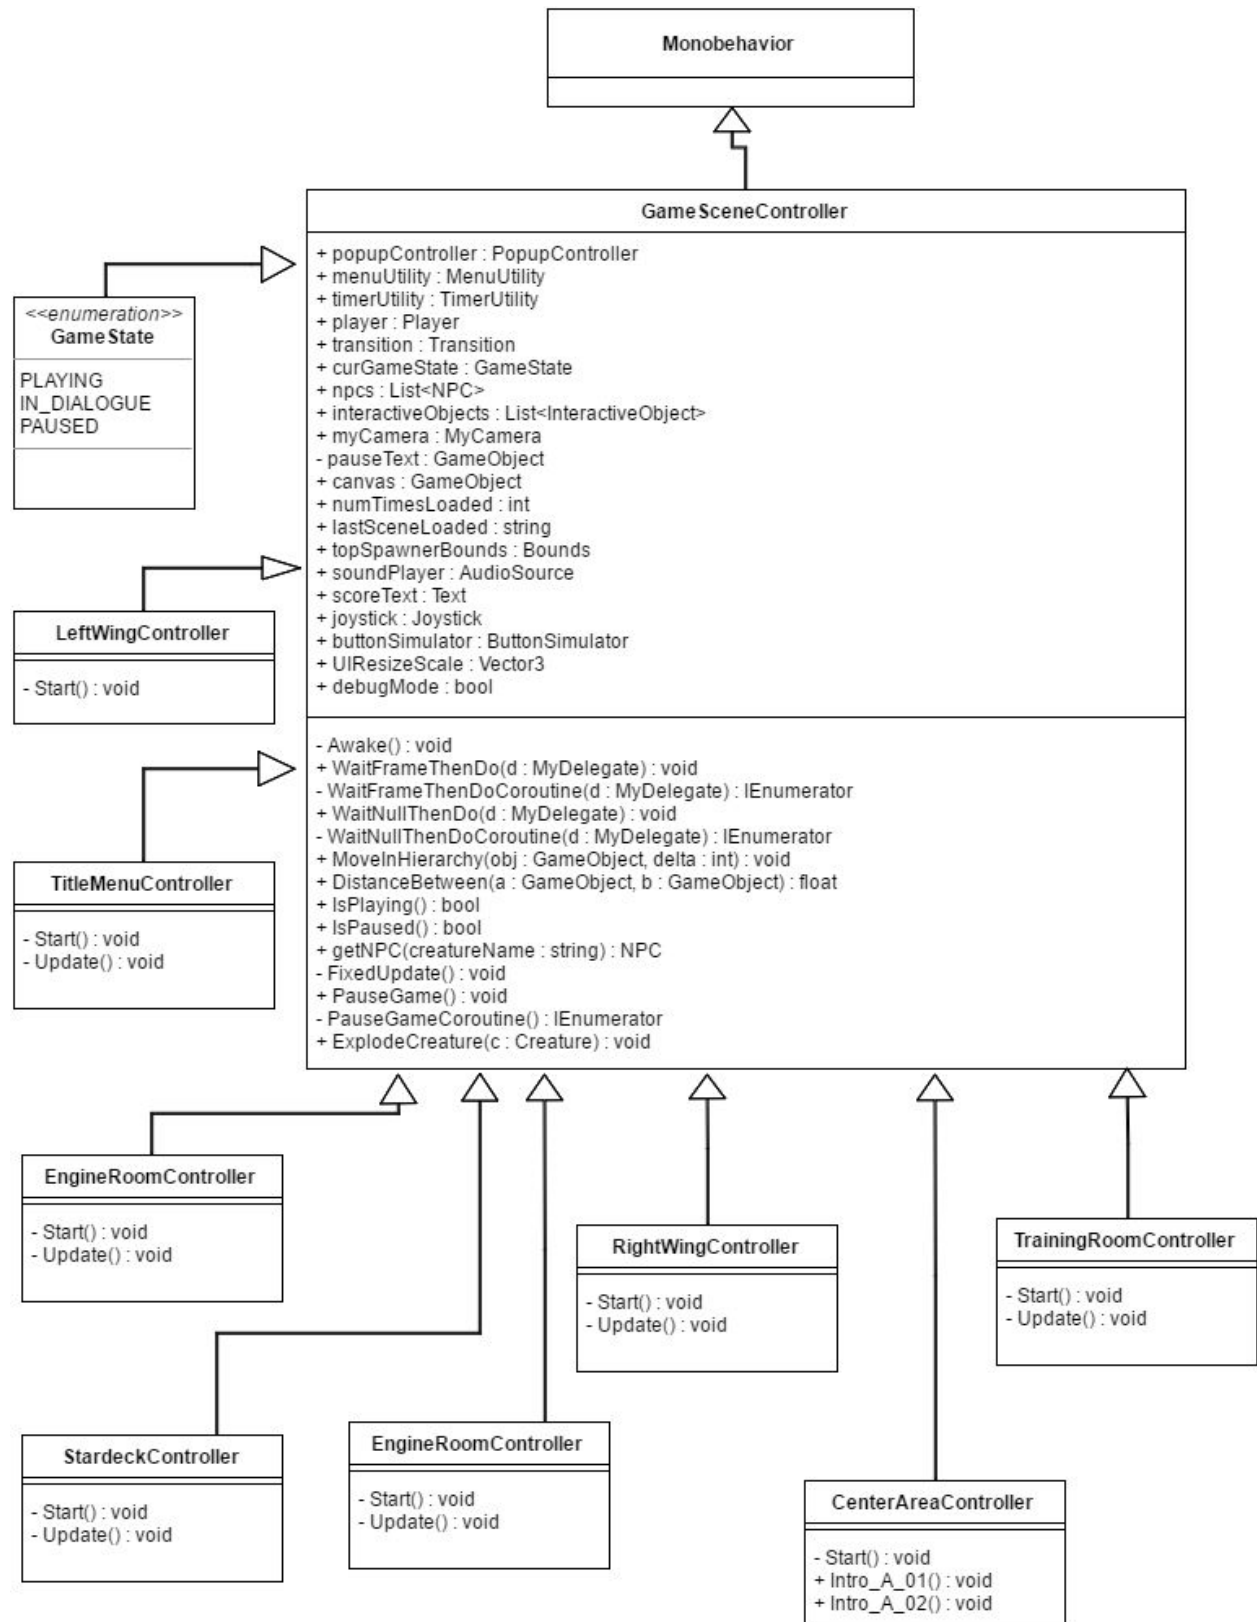 Monobehavior
GameSceneController
+ popupController : PopupController
+ menuUtility : MenuUtility
+ timerUtility : TimerUtility
+ player : Player
+ transition : Transition
+ curGameState : GameState
+ npcs : List<NPC>
+ interactiveObjects : List<InteractiveObject>
+ myCamera : MyCamera
- pauseText : GameObject
+ canvas : GameObject
+ numTimesLoaded : int
+ lastSceneLoaded : string
+ topSpawnerBounds : Bounds
+ soundPlayer : AudioSource
+ scoreText : Text
+ joystick : Joystick
+ buttonSimulator : ButtonSimulator
+ UIResizeScale : Vector3
+ debugMode : bool
- Awake() : void
+ WaitFrameThenDo(d : MyDelegate) : void
- WaitFrameThenDoCoroutine(d : MyDelegate) : IEnumerator
+ WaitNullThenDo(d : MyDelegate) : void
- WaitNullThenDoCoroutine(d : MyDelegate) : IEnumerator
+ MoveInHierarchy(obj : GameObject, delta : int) : void
+ DistanceBetween(a : GameObject, b : GameObject) : float
+ IsPlaying() : bool
+ IsPaused() : bool
+ getNPC(creatureName : string) : NPC
- FixedUpdate() : void
+ PauseGame() : void
- PauseGameCoroutine() : IEnumerator
+ ExplodeCreature(c : Creature) : void
<<enumeration>>
GameState
PLAYING
IN_DIALOGUE
PAUSED
LeftWingController
- Start() : void
TitleMenuController
- Start() : void
- Update() : void
EngineRoomController
- Start() : void
- Update() : void
RightWingController
- Start() : void
- Update() : void
TrainingRoomController
- Start() : void
- Update() : void
StardeckController
- Start() : void
- Update() : void
EngineRoomController
- Start() : void
- Update() : void
CenterAreaController
- Start() : void
+ Intro_A_01() : void
+ Intro_A_02() : void